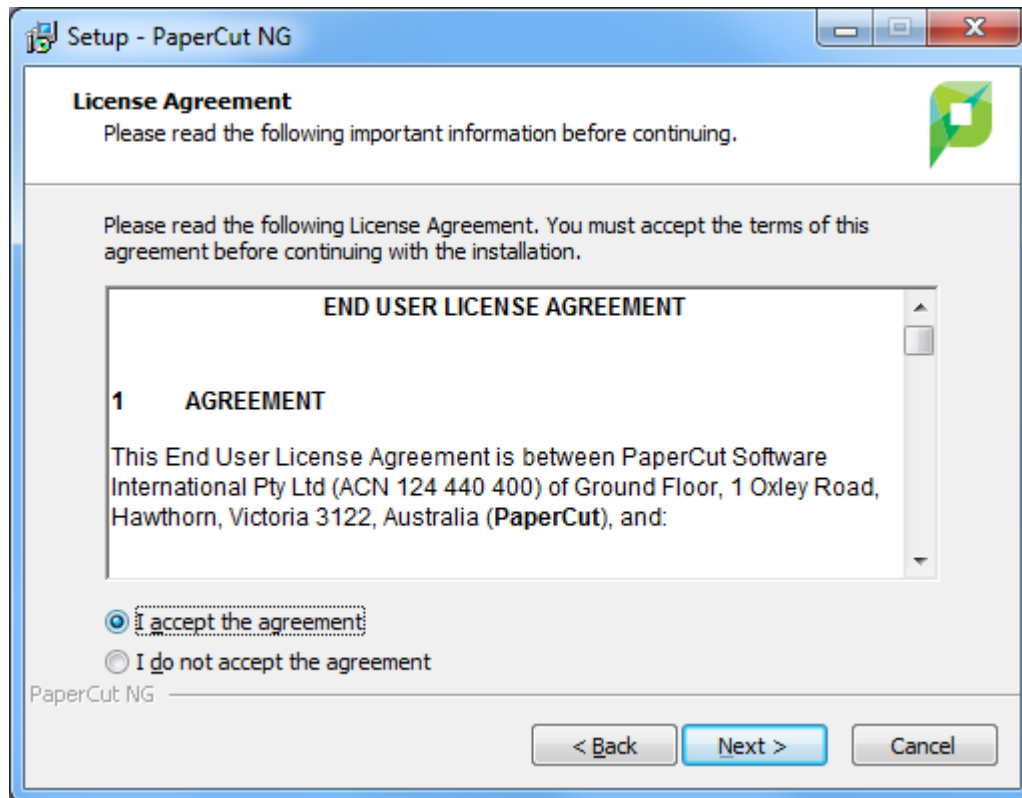 Setup - PaperCut NG
License Agreement
Please read the following important information before continuing.
Please read the following License Agreement. You must accept the terms of this
agreement before continuing with the installation.
END USER LICENSE AGREEMENT
1 AGREEMENT
This End User License Agreement is between PaperCut Software
International Pty Ltd (ACN 124 440 400) of Ground Floor, 1 Oxley Road,
Hawthorn, Victoria 3122, Australia (PaperCut), and:
I accept the agreement
I do not accept the agreement
PaperCut NG
< Back Next > Cancel